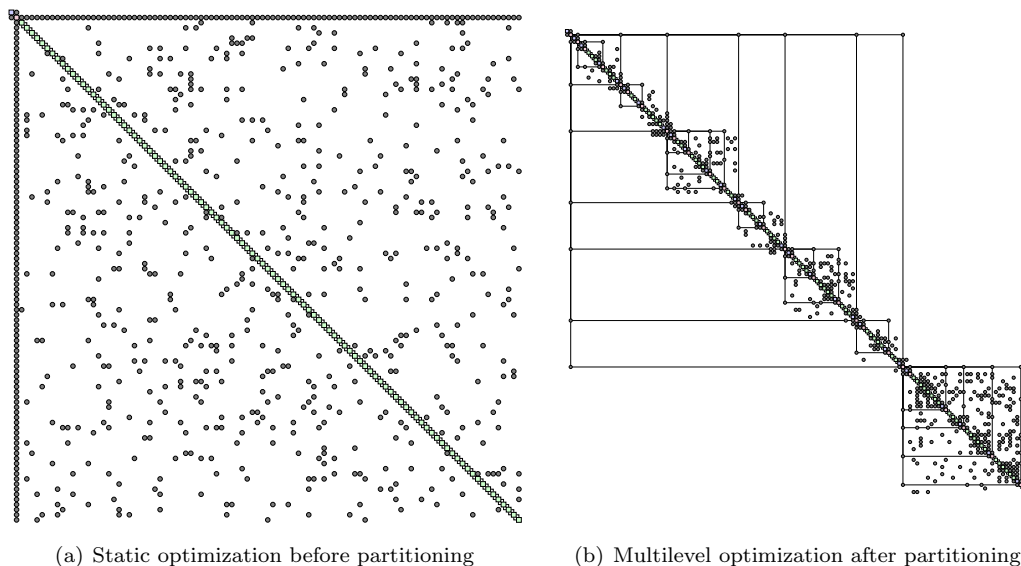 (a) Static optimization before partitioning
(b) Multilevel optimization after partitioning